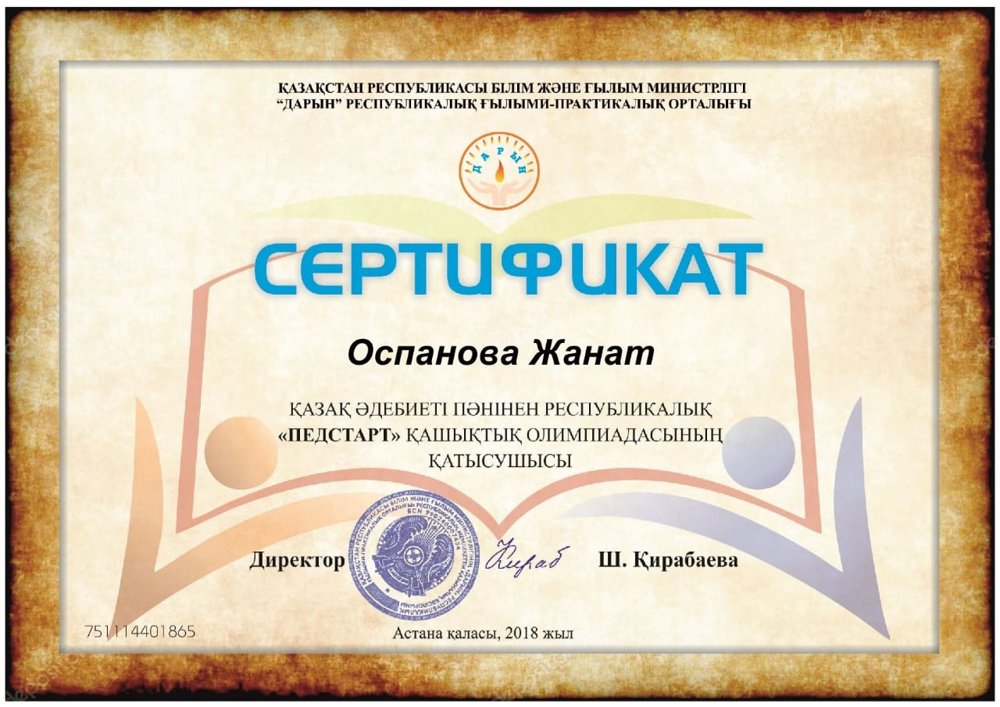 ҚАЗАҚСТАН РЕСПУБЛИКАСЫ БІЛІМ ЖӘНЕ ҒЫЛЫМ МИНИСТРЛІГІ
“ДАРЫН” РЕСПУБЛИКАЛЫҚ ҒЫЛЫМИ-ПРАКТИКАЛЫҚ ОРТАЛЫҒЫ
ДАРЫН
СЕРТИФИКАТ
Оспанова Жанат
ҚАЗАҚ ӘДЕБИЕТІ ПӘНІНЕН РЕСПУБЛИКАЛЫҚ
«ПЕДСТАРТ» ҚАШЫҚТЫҚ ОЛИМПИАДАСЫНЫҢ
ҚАТЫСУШЫСЫ
Директор
Ш. Қирабаева
751114401865
Астана қаласы, 2018 жыл